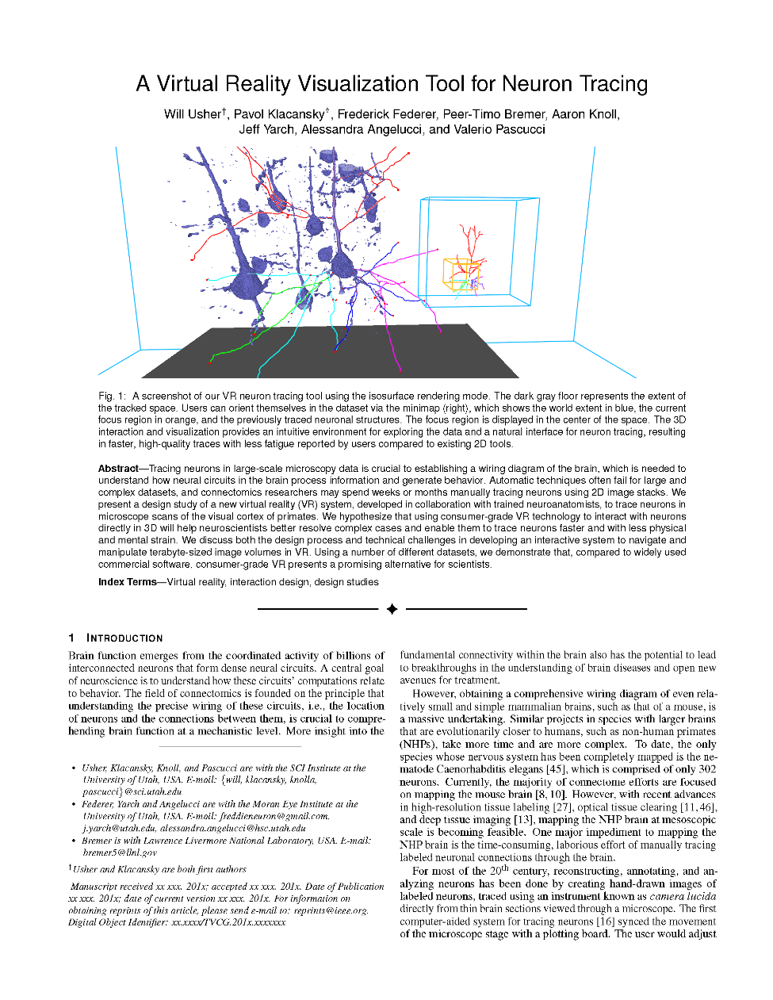 A Virtual Reality Visualization Tool for Neuron Tracing
Will Usher†, Pavol Klacansky†, Frederick Federer, Peer-Timo Bremer, Aaron Knoll,
Jeff Yarch, Alessandra Angelucci, and Valerio Pascucci
Fig. 1: A screenshot of our VR neuron tracing tool using the isosurface rendering mode. The dark gray floor represents the extent of
the tracked space. Users can orient themselves in the dataset via the minimap (right), which shows the world extent in blue, the current
focus region in orange, and the previously traced neuronal structures. The focus region is displayed in the center of the space. The 3D
interaction and visualization provides an intuitive environment for exploring the data and a natural interface for neuron tracing, resulting
in faster, high-quality traces with less fatigue reported by users compared to existing 2D tools.
Abstract—Tracing neurons in large-scale microscopy data is crucial to establishing a wiring diagram of the brain, which is needed to
understand how neural circuits in the brain process information and generate behavior. Automatic techniques often fail for large and
complex datasets, and connectomics researchers may spend weeks or months manually tracing neurons using 2D image stacks. We
present a design study of a new virtual reality (VR) system, developed in collaboration with trained neuroanatomists, to trace neurons in
microscope scans of the visual cortex of primates. We hypothesize that using consumer-grade VR technology to interact with neurons
directly in 3D will help neuroscientists better resolve complex cases and enable them to trace neurons faster and with less physical
and mental strain. We discuss both the design process and technical challenges in developing an interactive system to navigate and
manipulate terabyte-sized image volumes in VR. Using a number of different datasets, we demonstrate that, compared to widely used
commercial software, consumer-grade VR presents a promising alternative for scientists.
Index Terms—Virtual reality, interaction design, design studies
1 INTRODUCTION
Brain function emerges from the coordinated activity of billions of
interconnected neurons that form dense neural circuits. A central goal
of neuroscience is to understand how these circuits' computations relate
to behavior. The field of connectomics is founded on the principle that
understanding the precise wiring of these circuits, i.e., the location
of neurons and the connections between them, is crucial to compre-
hending brain function at a mechanistic level. More insight into the
• Usher, Klacansky, Knoll, and Pascucci are with the SCI Institute at the
University of Utah, USA. E-mail: {will, klacansky, knolla,
pascucci}@sci.utah.edu
• Federer, Yarch and Angelucci are with the Moran Eye Institute at the
University of Utah, USA. E-mail: freddieneuron@gmail.com,
j.yarch@utah.edu, alessandra.angelucci@hsc.utah.edu
• Bremer is with Lawrence Livermore National Laboratory, USA. E-mail:
bremer5@llnl.gov
†Usher and Klacansky are both first authors
Manuscript received xx xxx. 201x; accepted xx xxx. 201x. Date of Publication
xx xxx. 201x; date of current version xx xxx. 201x. For information on
obtaining reprints of this article, please send e-mail to: reprints@ieee.org.
Digital Object Identifier: xx.xxxx/TVCG.201x.xxxxxxx
fundamental connectivity within the brain also has the potential to lead
to breakthroughs in the understanding of brain diseases and open new
avenues for treatment.
However, obtaining a comprehensive wiring diagram of even rela-
tively small and simple mammalian brains, such as that of a mouse, is
a massive undertaking. Similar projects in species with larger brains
that are evolutionarily closer to humans, such as non-human primates
(NHPs), take more time and are more complex. To date, the only
species whose nervous system has been completely mapped is the ne-
matode Caenorhabditis elegans [45], which is comprised of only 302
neurons. Currently, the majority of connectome efforts are focused
on mapping the mouse brain [8, 10]. However, with recent advances
in high-resolution tissue labeling [27], optical tissue clearing [11,46],
and deep tissue imaging [13], mapping the NHP brain at mesoscopic
scale is becoming feasible. One major impediment to mapping the
NHP brain is the time-consuming, laborious effort of manually tracing
labeled neuronal connections through the brain.
For most of the 20th century, reconstructing, annotating, and an-
alyzing neurons has been done by creating hand-drawn images of
labeled neurons, traced using an instrument known as camera lucida
directly from thin brain sections viewed through a microscope. The first
computer-aided system for tracing neurons [16] synced the movement
of the microscope stage with a plotting board. The user would adjust